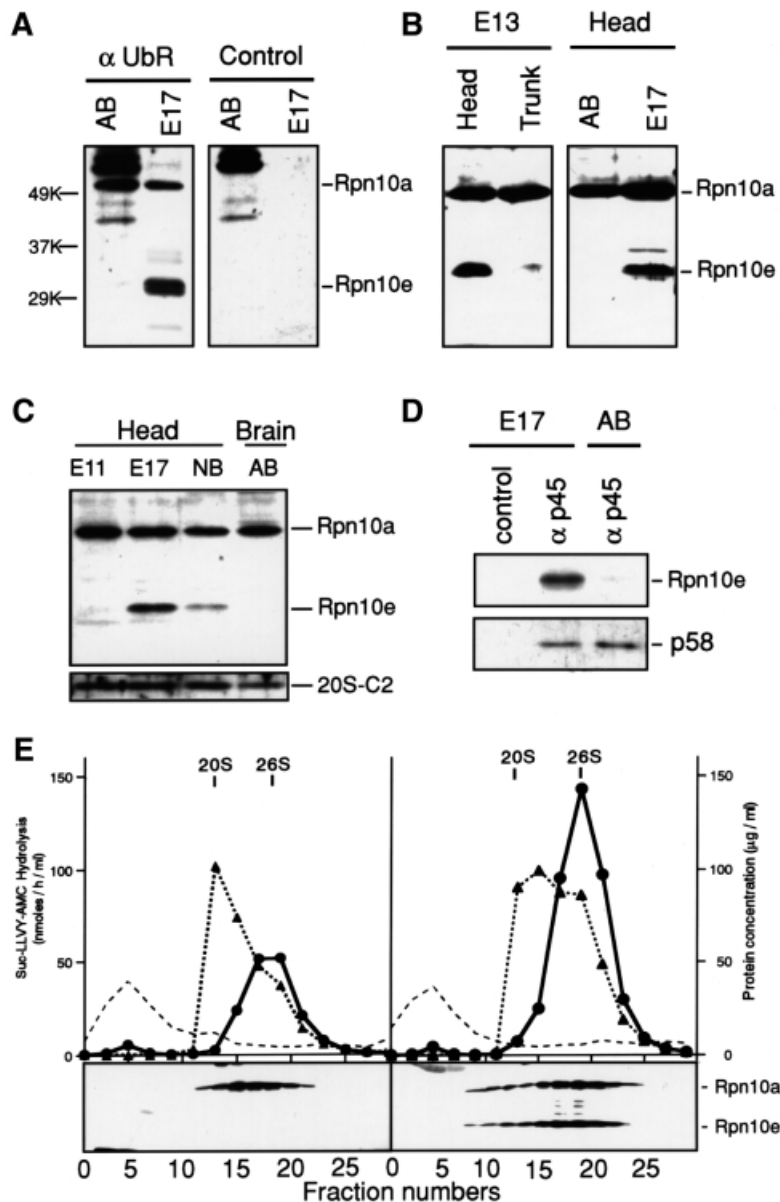 A
α UbR
Control
AB
E17
AB
E17
49K
37K
29K
Rpn10a
Rpn10e
B
E13
Head
Head
Trunk
AB
E17
Rpn10a
Rpn10e
C
Head
Brain
E11
E17
NB
AB
Rpn10a
Rpn10e
20S-C2
D
E17
AB
control
α p45
α p45
Rpn10e
p58
E
20S
26S
20S
26S
Suc-LLVY-AMC Hydrolysis
(nmoles / h / ml)
150
100
50
0
150
100
50
0
Protein concentration (µg / ml)
Rpn10a
Rpn10e
0 5 10 15 20 25 0 5 10 15 20 25
Fraction numbers